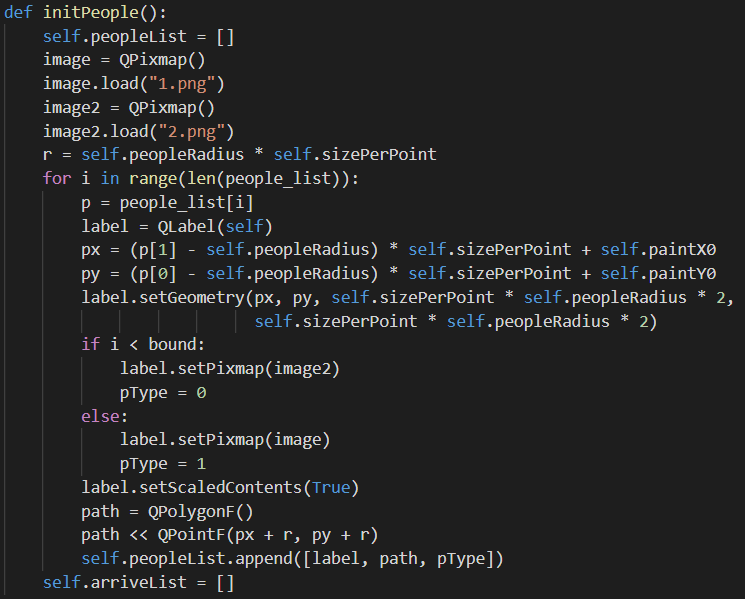 def initPeople():
    self.peopleList = []
    image = QPixmap()
    image.load("1.png")
    image2 = QPixmap()
    image2.load("2.png")
    r = self.peopleRadius * self.sizePerPoint
    for i in range(len(people_list)):
        p = people_list[i]
        label = QLabel(self)
        px = (p[1] - self.peopleRadius) * self.sizePerPoint + self.paintX0
        py = (p[0] - self.peopleRadius) * self.sizePerPoint + self.paintY0
        label.setGeometry(px, py, self.sizePerPoint * self.peopleRadius * 2,
                          self.sizePerPoint * self.peopleRadius * 2)
        if i < bound:
            label.setPixmap(image2)
            pType = 0
        else:
            label.setPixmap(image)
            pType = 1
        label.setScaledContents(True)
        path = QPolygonF()
        path << QPointF(px + r, py + r)
        self.peopleList.append([label, path, pType])
    self.arriveList = []